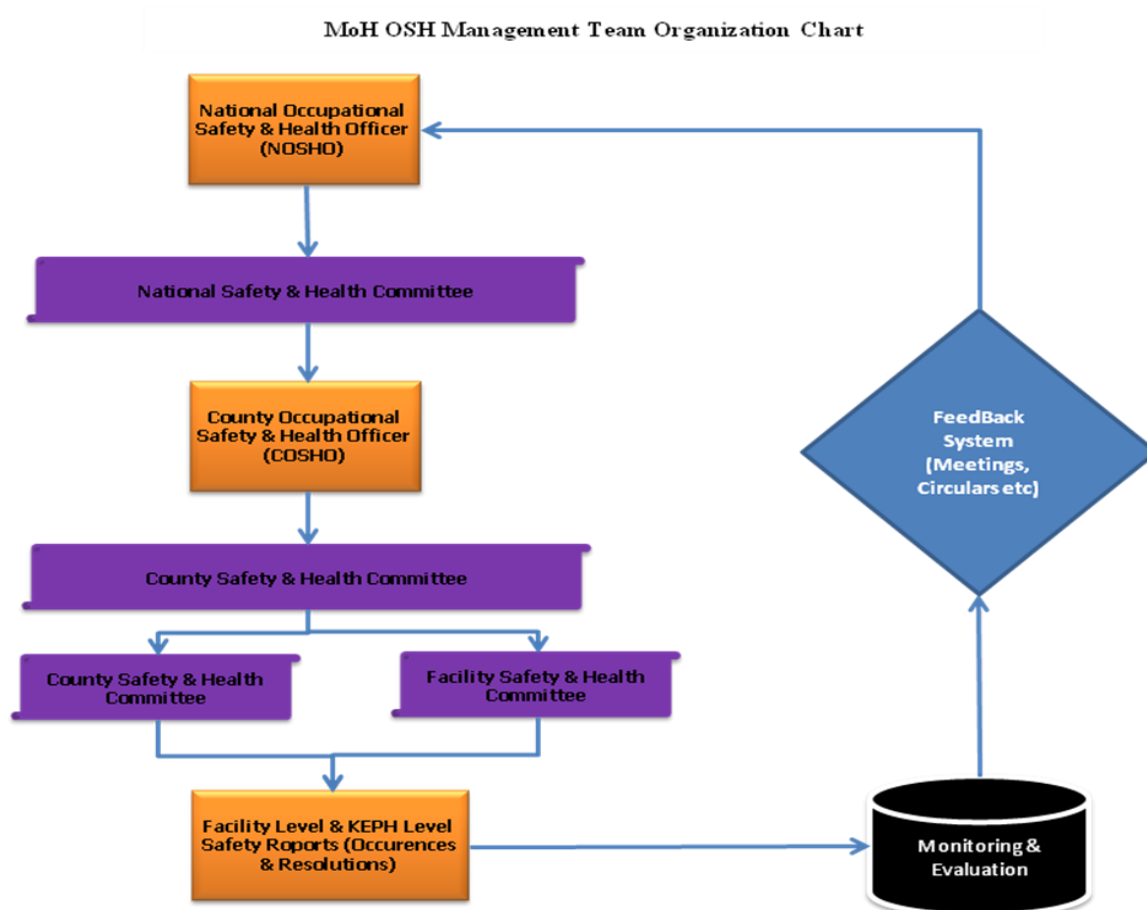 MoH OSH Management Team Organization Chart
National Occupational
Safety & Health Officer
(NOSHO)
National Safety & Health Committee
County Occupational
Safety & Health Officer
(COSHO)
FeedBack
System
(Meetings,
Circulars etc)
County Safety & Health Committee
County Safety & Health
Committee
Facility Safety & Health
Committee
Facility Level & KEPH Level
Safety Roports (Occurences
& Resolutions)
Monitoring &
Evaluation